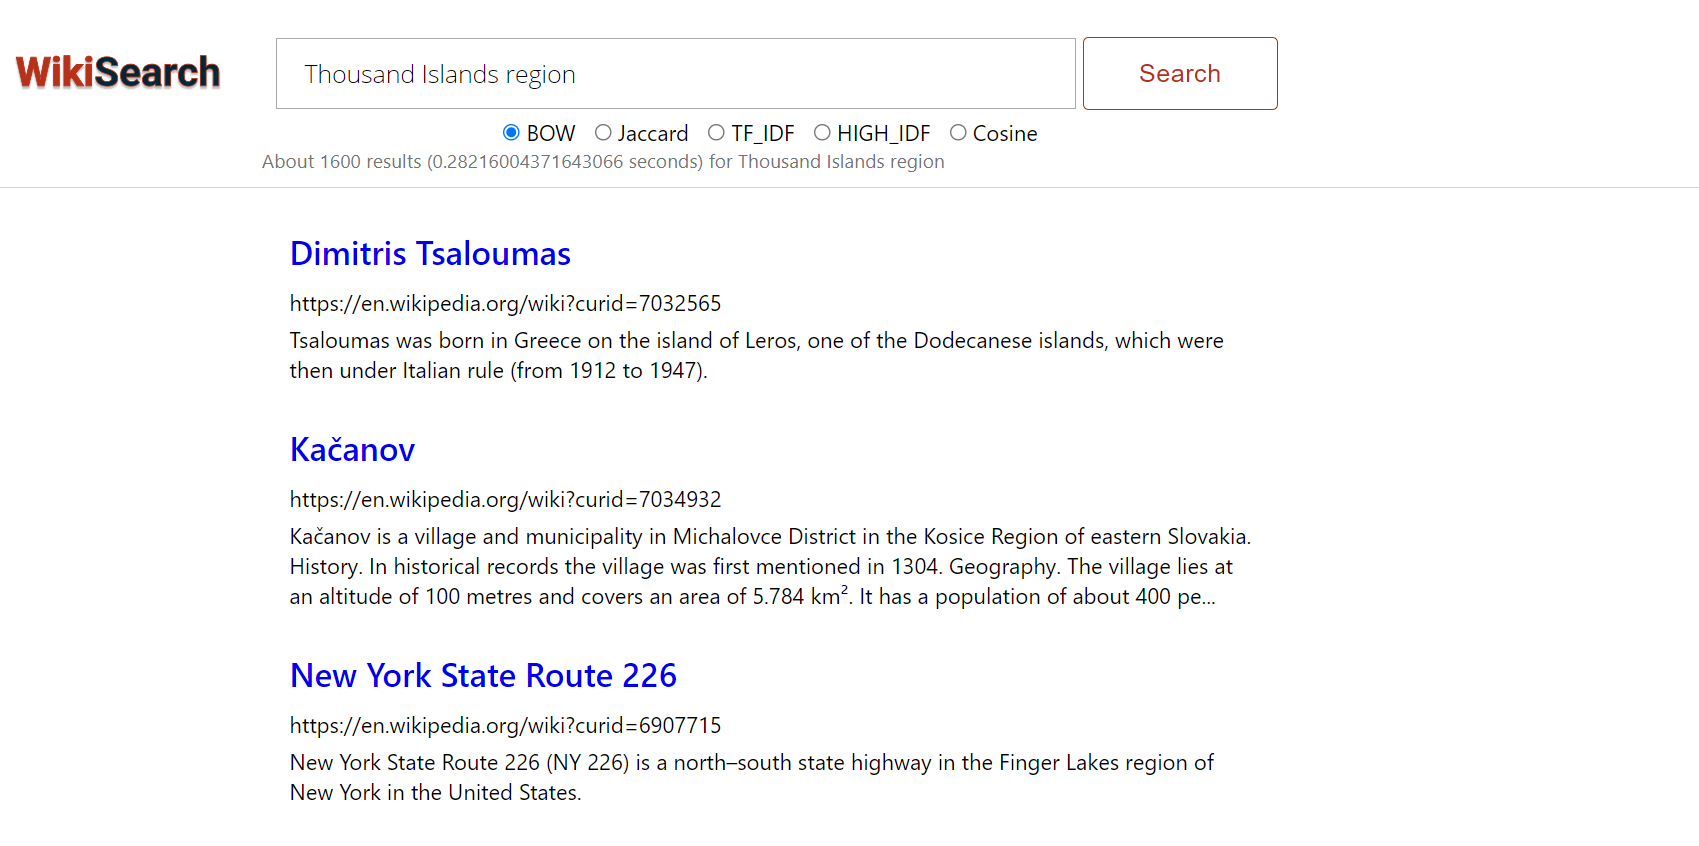 WikiSearch
Thousand Islands region
Search
BOW Jaccard TF_IDF HIGH_IDF Cosine
About 1600 results (0.28216004371643066 seconds) for Thousand Islands region
Dimitris Tsaloumas
https://en.wikipedia.org/wiki?curid=7032565
Tsaloumas was born in Greece on the island of Leros, one of the Dodecanese islands, which were
then under Italian rule (from 1912 to 1947).
Kačanov
https://en.wikipedia.org/wiki?curid=7034932
Kačanov is a village and municipality in Michalovce District in the Kosice Region of eastern Slovakia.
History. In historical records the village was first mentioned in 1304. Geography. The village lies at
an altitude of 100 metres and covers an area of 5.784 km². It has a population of about 400 pe...
New York State Route 226
https://en.wikipedia.org/wiki?curid=6907715
New York State Route 226 (NY 226) is a north–south state highway in the Finger Lakes region of
New York in the United States.